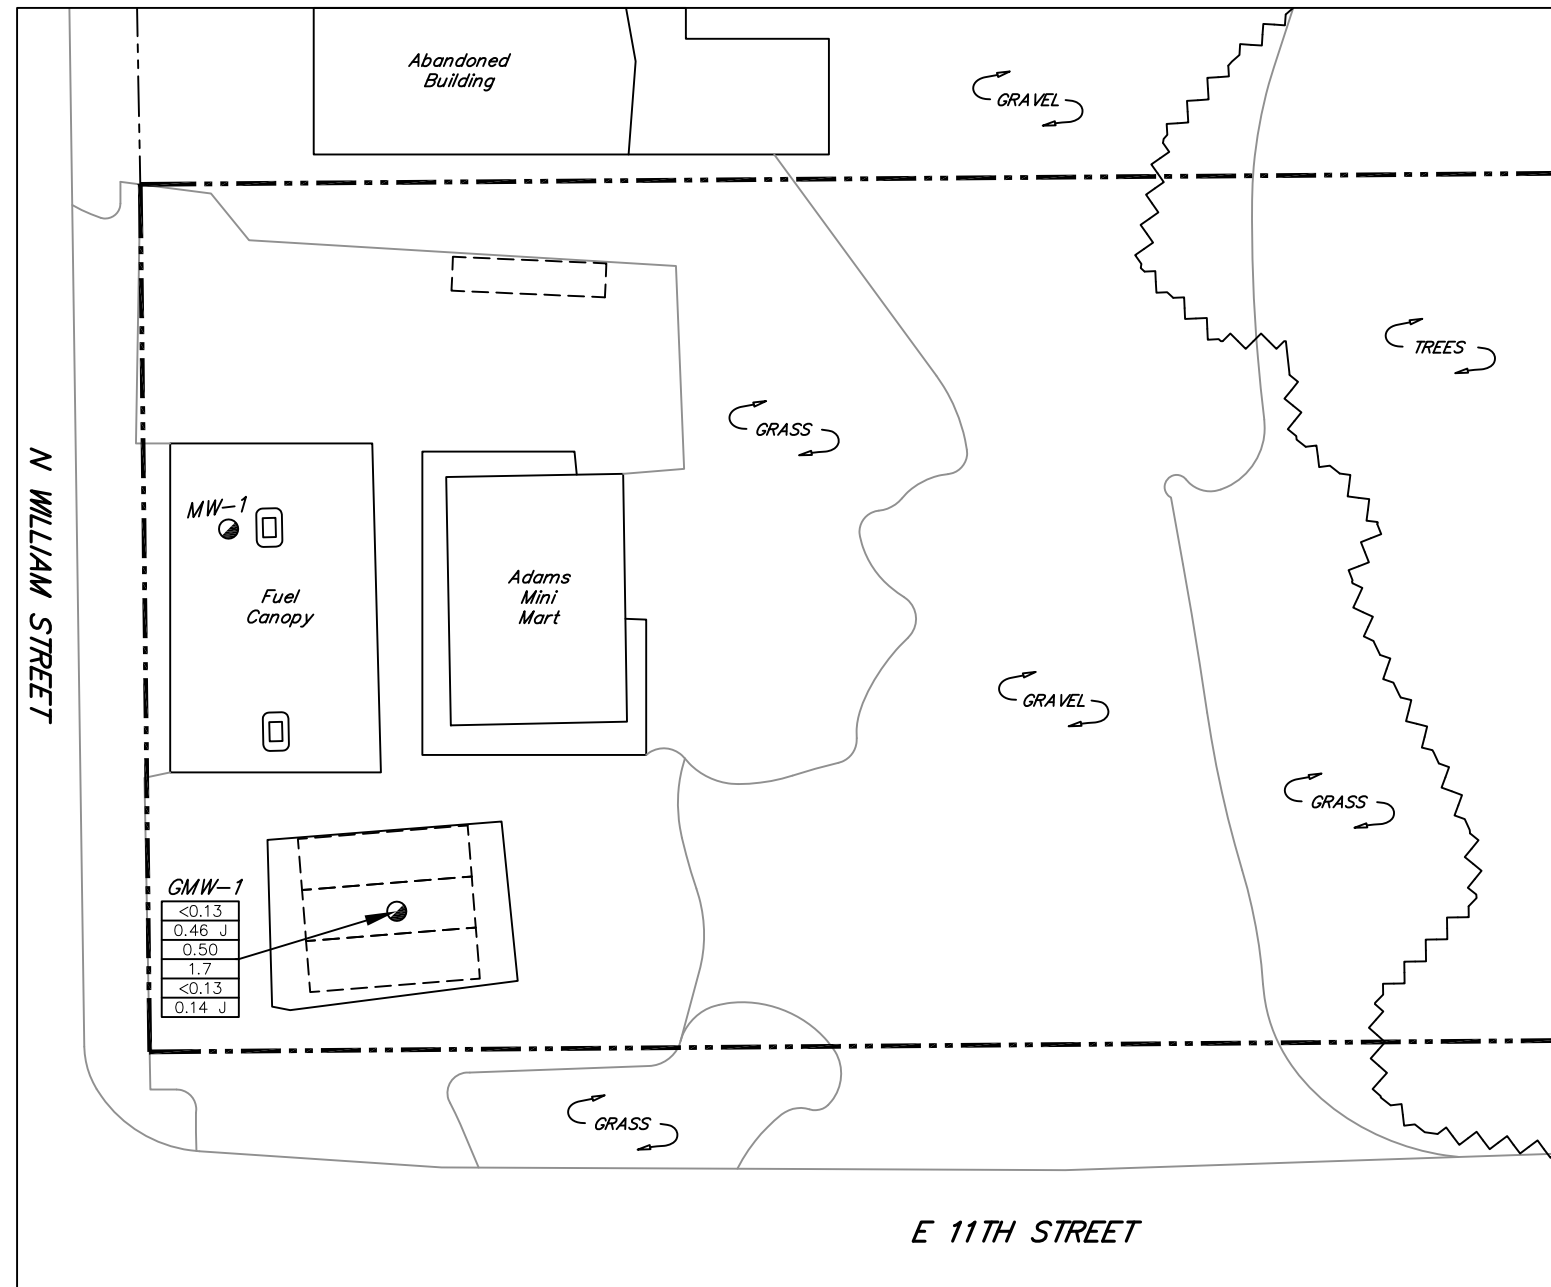 Abandoned
Building
GRAVEL
TREES
GRASS
N WILLIAM STREET
MW-1
Fuel
Canopy
Adams
Mini
Mart
GRAVEL
GRASS
GMW-1
<0.13
0.46 J
0.50
1.7
<0.13
0.14 J
GRASS
E 11TH STREET